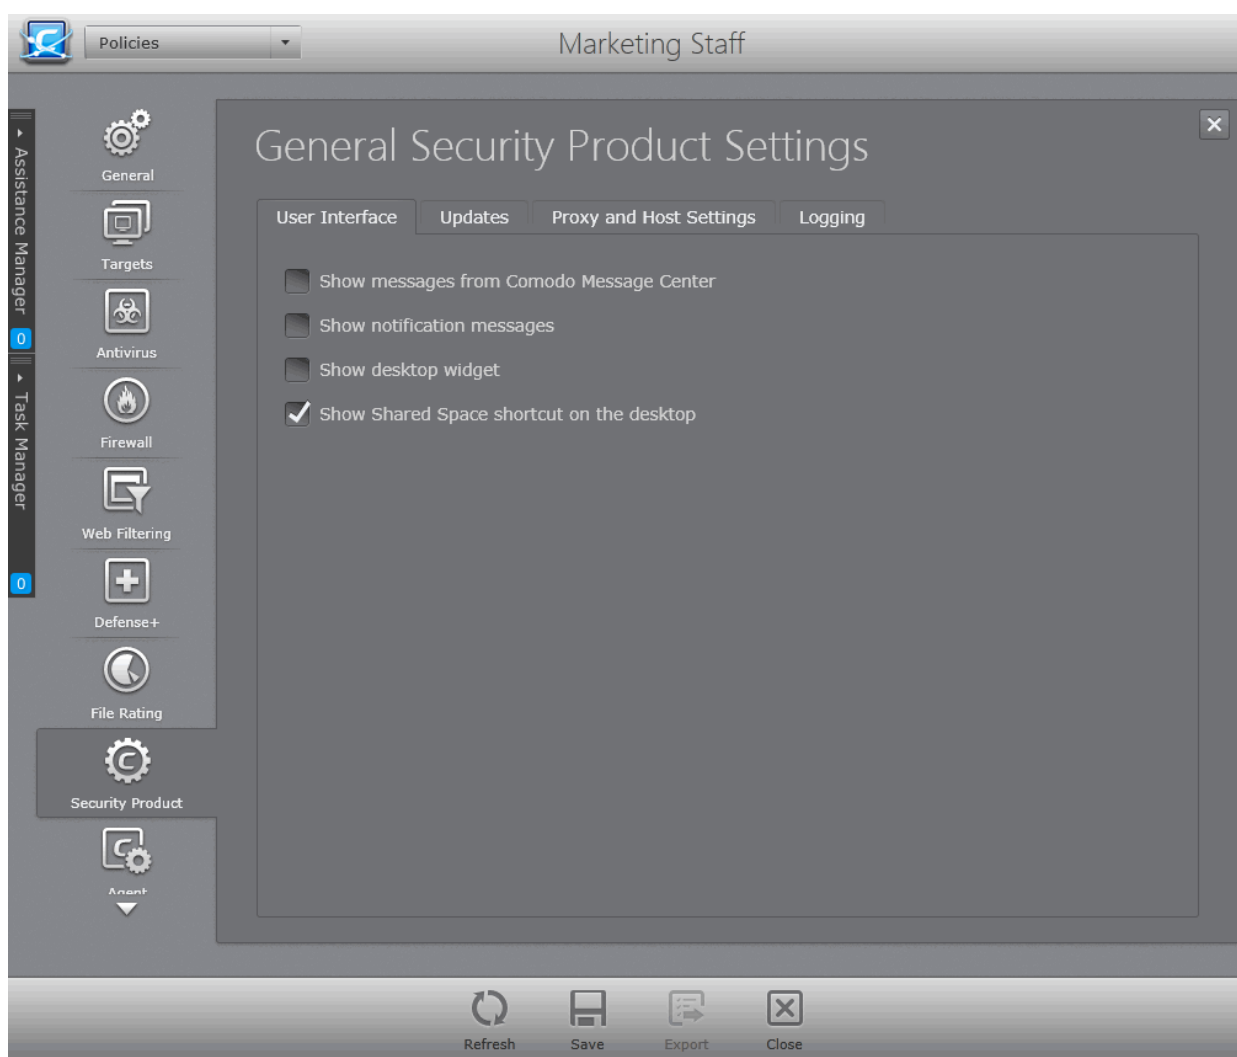 Policies
Marketing Staff
Assistance Manager
0
Task Manager
0
General
Targets
Antivirus
Firewall
Web Filtering
Defense+
File Rating
Security Product
Agent
General Security Product Settings
User Interface
Updates
Proxy and Host Settings
Logging
Show messages from Comodo Message Center
Show notification messages
Show desktop widget
Show Shared Space shortcut on the desktop
Refresh
Save
Export
Close